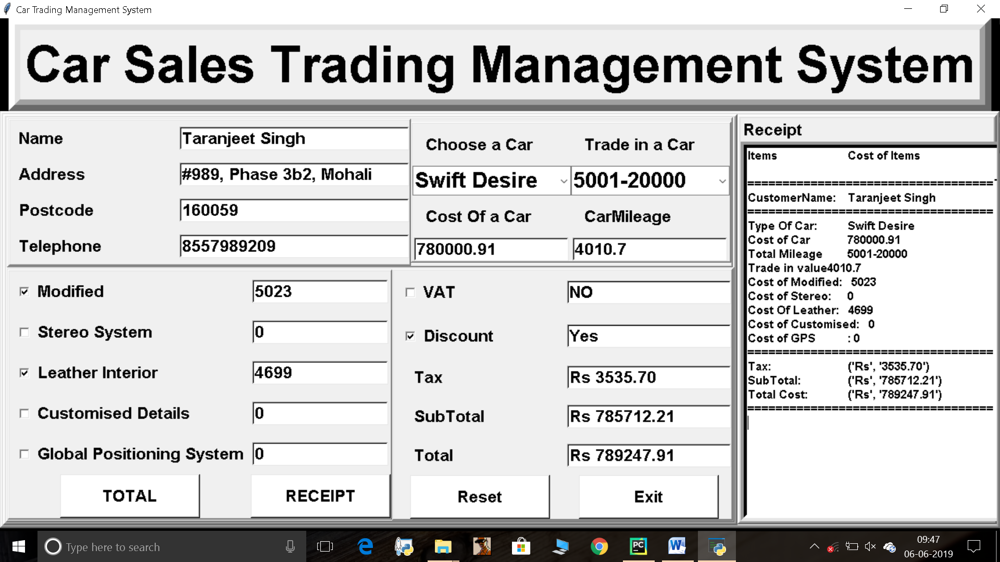 Car Trading Management System
Car Sales Trading Management System
Name Taranjeet Singh
Address #989, Phase 3b2, Mohali
Postcode 160059
Telephone 8557989209
Choose a Car Trade in a Car
Swift Desire 5001-20000
Cost Of a Car CarMileage
780000.91 4010.7
Modified 5023
Stereo System 0
Leather Interior 4699
Customised Details 0
Global Positioning System 0
TOTAL RECEIPT
VAT NO
Discount Yes
Tax Rs 3535.70
SubTotal Rs 785712.21
Total Rs 789247.91
Reset Exit
Receipt
Items Cost of Items
==========================================
CustomerName: Taranjeet Singh
==========================================
Type Of Car: Swift Desire
Cost of Car 780000.91
Total Mileage 5001-20000
Trade in value4010.7
Cost of Modified: 5023
Cost of Stereo: 0
Cost Of Leather: 4699
Cost of Customised: 0
Cost of GPS : 0
==========================================
Tax: ('Rs', '3535.70')
SubTotal: ('Rs', '785712.21')
Total Cost: ('Rs', '789247.91')
==========================================
Type here to search
PC
W
09:47
06-06-2019